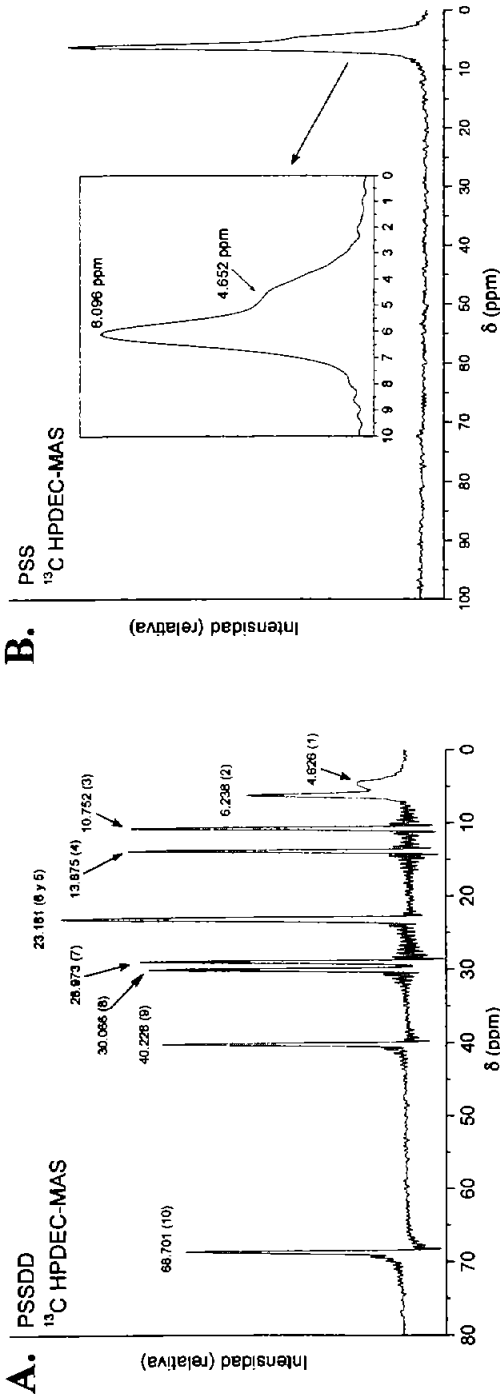 A.
PSSDD
¹³C HPDEC-MAS
Intensidad (relativa)
68.701 (10)
40.226 (9)
30.066 (8)
28.973 (7)
23.161 (6 y 5)
13.875 (4)
10.752 (3)
6.238 (2)
4.626 (1)
80 70 60 50 40 30 20 10 0
δ (ppm)
B.
PSS
¹³C HPDEC-MAS
Intensidad (relativa)
6.096 ppm
4.652 ppm
10 9 8 7 6 5 4 3 2 1 0
100 90 80 70 60 50 40 30 20 10 0
δ (ppm)